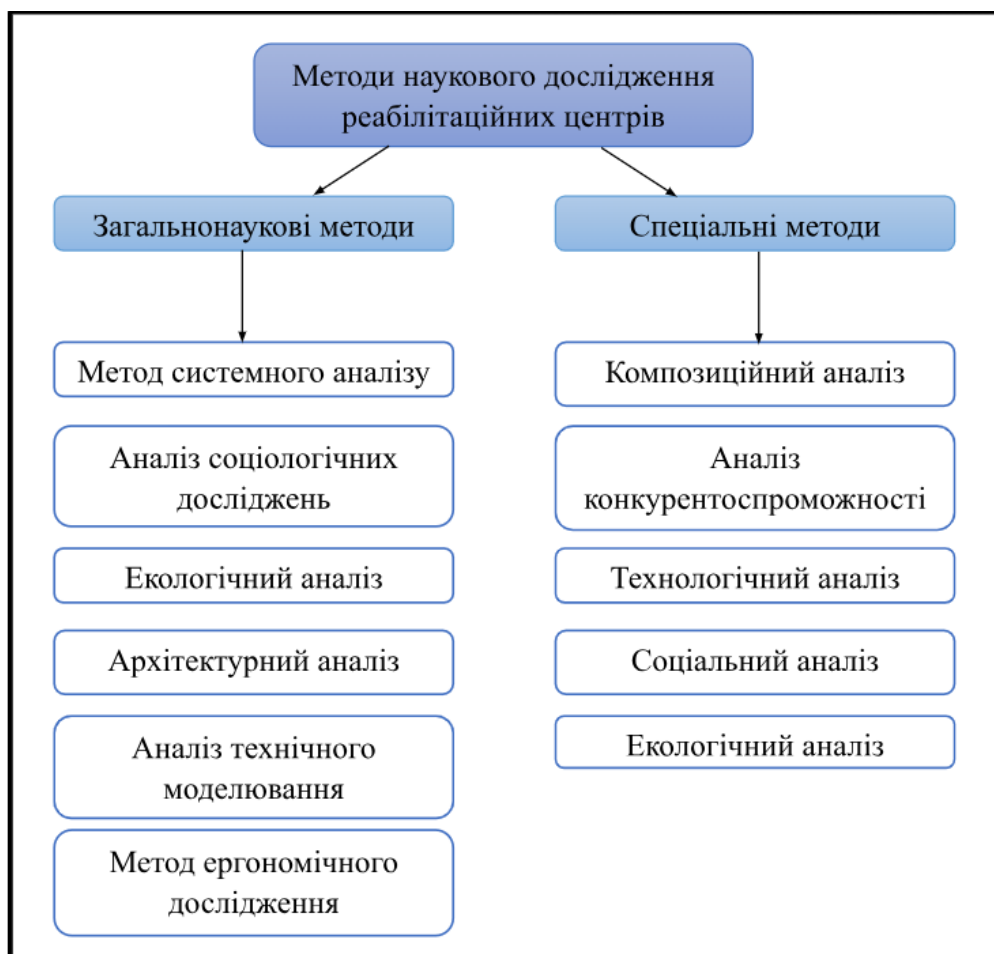 Методи наукового дослідження
реабілітаційних центрів
Загальнонаукові методи
Метод системного аналізу
Аналіз соціологічних
досліджень
Екологічний аналіз
Архітектурний аналіз
Аналіз технічного
моделювання
Метод ергономічного
дослідження
Спеціальні методи
Композиційний аналіз
Аналіз
конкурентоспроможності
Технологічний аналіз
Соціальний аналіз
Екологічний аналіз